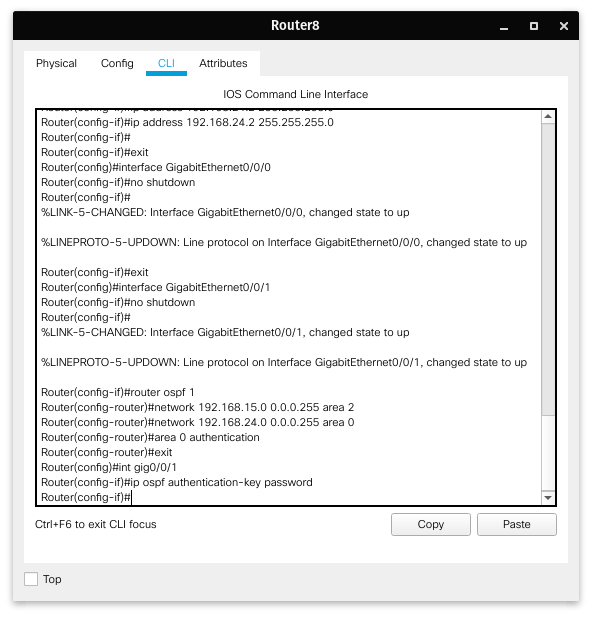 Router8
Physical Config CLI Attributes
IOS Command Line Interface
Router(config-if)#ip address 192.168.24.2 255.255.255.0
Router(config-if)#
Router(config-if)#exit
Router(config)#interface GigabitEthernet0/0/0
Router(config-if)#no shutdown
Router(config-if)#
%LINK-5-CHANGED: Interface GigabitEthernet0/0/0, changed state to up
%LINEPROTO-5-UPDOWN: Line protocol on Interface GigabitEthernet0/0/0, changed state to up
Router(config-if)#exit
Router(config)#interface GigabitEthernet0/0/1
Router(config-if)#no shutdown
Router(config-if)#
%LINK-5-CHANGED: Interface GigabitEthernet0/0/1, changed state to up
%LINEPROTO-5-UPDOWN: Line protocol on Interface GigabitEthernet0/0/1, changed state to up
Router(config-if)#router ospf 1
Router(config-router)#network 192.168.15.0 0.0.0.255 area 2
Router(config-router)#network 192.168.24.0 0.0.0.255 area 0
Router(config-router)#area 0 authentication
Router(config-router)#exit
Router(config)#int gig0/0/1
Router(config-if)#ip ospf authentication-key password
Router(config-if)#
Ctrl+F6 to exit CLI focus
Copy Paste
Top